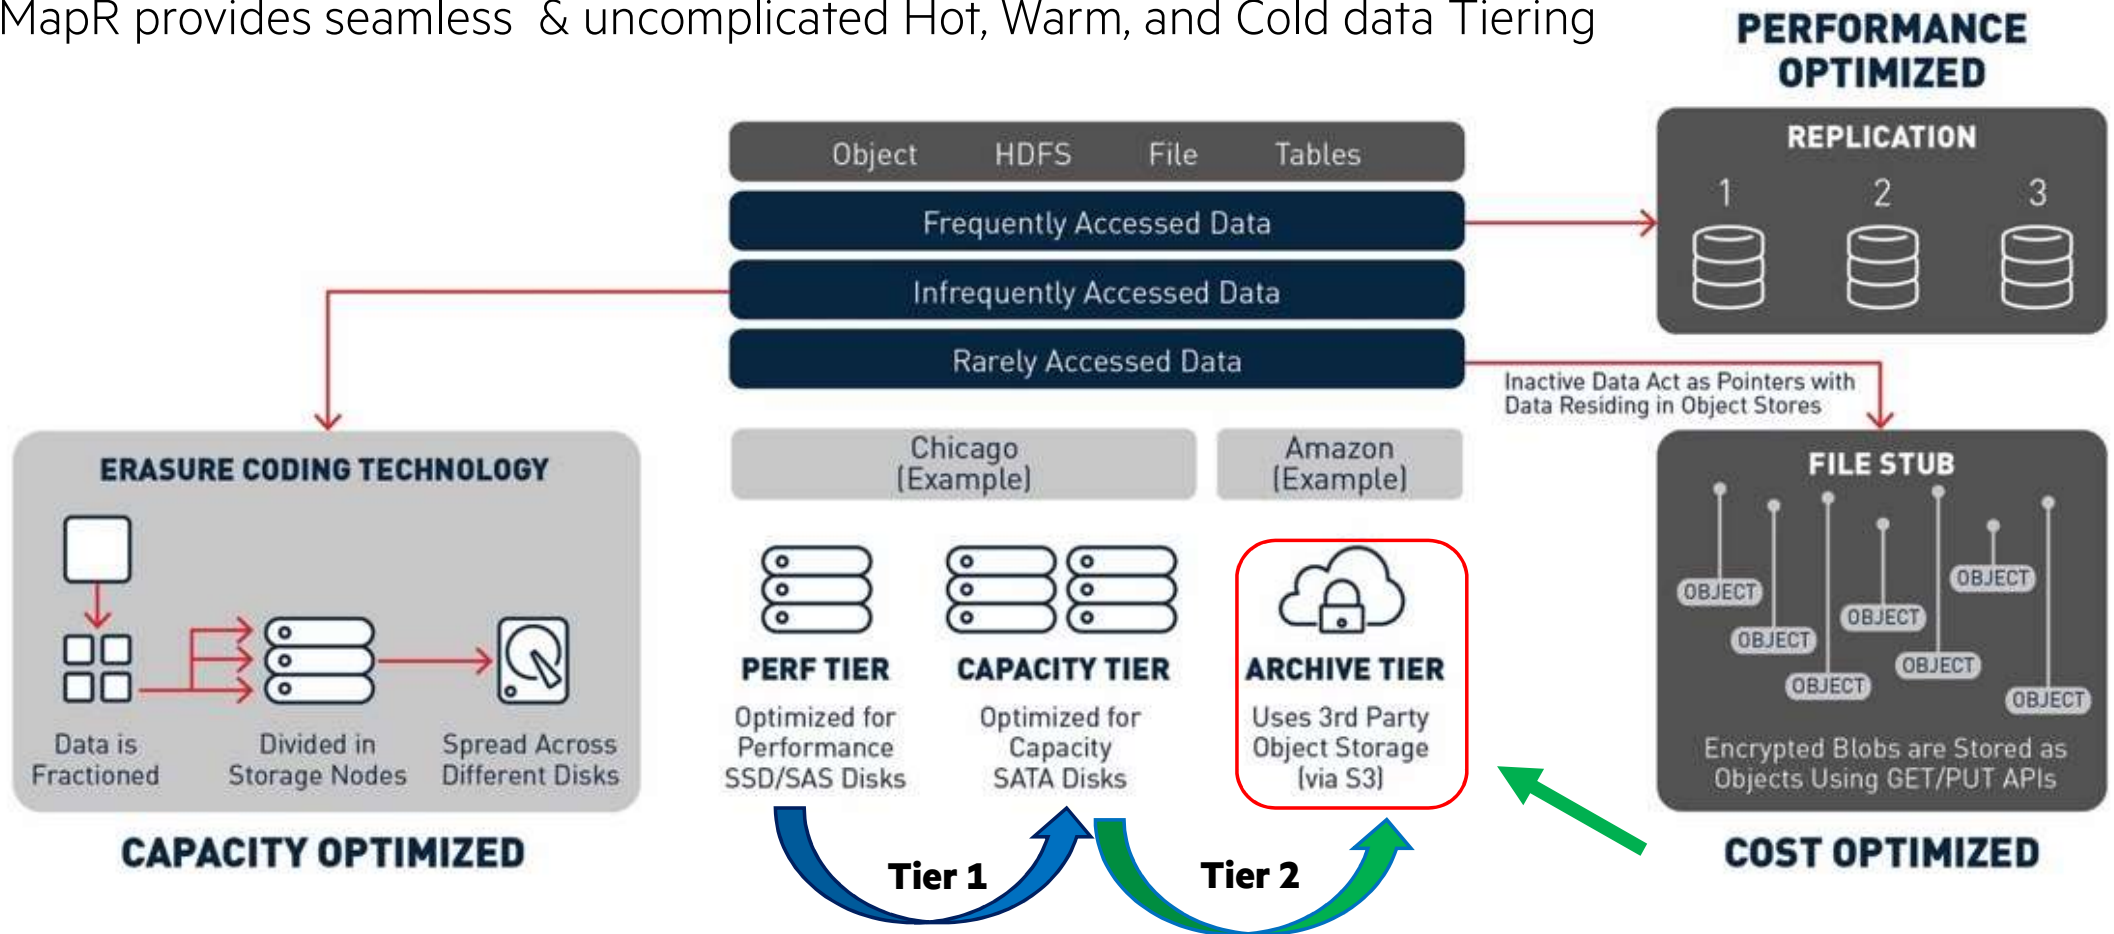 MapR provides seamless & uncomplicated Hot, Warm, and Cold data Tiering
PERFORMANCE
OPTIMIZED
Object HDFS File Tables
Frequently Accessed Data
Infrequently Accessed Data
Rarely Accessed Data
REPLICATION
1 2 3
Inactive Data Act as Pointers with
Data Residing in Object Stores
ERASURE CODING TECHNOLOGY
Data is
Fractioned
Divided in
Storage Nodes
Spread Across
Different Disks
CAPACITY OPTIMIZED
Chicago
(Example)
Amazon
(Example)
PERF TIER
Optimized for
Performance
SSD/SAS Disks
CAPACITY TIER
Optimized for
Capacity
SATA Disks
ARCHIVE TIER
Uses 3rd Party
Object Storage
(via S3)
Tier 1
Tier 2
FILE STUB
OBJECT
OBJECT
OBJECT
OBJECT
OBJECT
OBJECT
OBJECT
Encrypted Blobs are Stored as
Objects Using GET/PUT APIs
COST OPTIMIZED